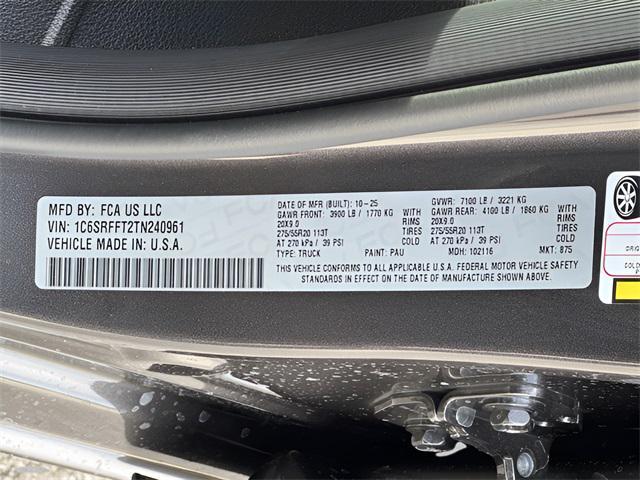 MFD BY: FCA US LLC
VIN: 1C6SRFFT2TN240961
VEHICLE MADE IN U.S.A.
DATE OF MFR (BUILT): 10-25 GVWR: 7100 LB / 3221 KG
GAWR FRONT: 3900 LB / 1770 KG WITH GAWR REAR: 4100 LB / 1860 KG WITH
20X9.0 RIMS 20X9.0 RIMS
275/55R20 113T TIRES 275/55R20 113T TIRES
AT 270 kPa / 39 PSI COLD AT 270 kPa / 39 PSI COLD
TYPE: TRUCK PAINT: PAU MDH: 102116 MKT: B75
THIS VEHICLE CONFORMS TO ALL APPLICABLE U.S.A. FEDERAL MOTOR VEHICLE SAFETY
STANDARDS IN EFFECT ON THE DATE OF MANUFACTURE SHOWN ABOVE